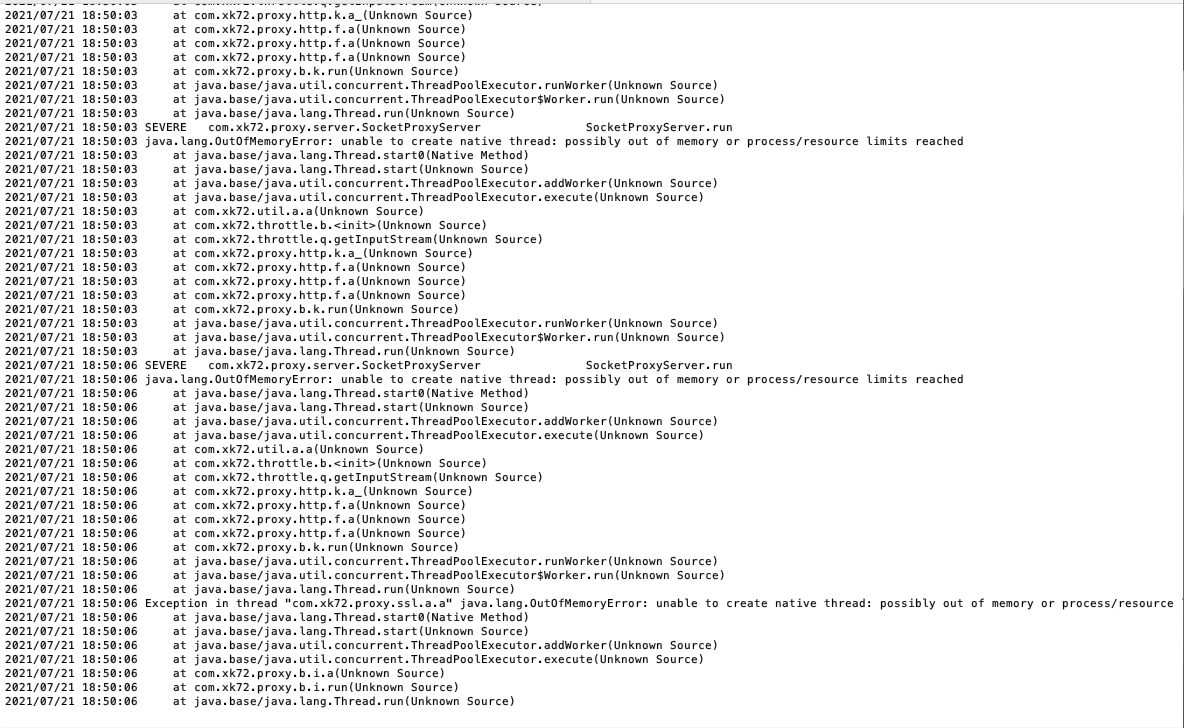 2021/07/21 18:50:03     at com.xk72.throttle.q.getInputStream(Unknown Source)
2021/07/21 18:50:03     at com.xk72.proxy.http.k.a_(Unknown Source)
2021/07/21 18:50:03     at com.xk72.proxy.http.f.a(Unknown Source)
2021/07/21 18:50:03     at com.xk72.proxy.http.f.a(Unknown Source)
2021/07/21 18:50:03     at com.xk72.proxy.http.f.a(Unknown Source)
2021/07/21 18:50:03     at com.xk72.proxy.b.k.run(Unknown Source)
2021/07/21 18:50:03     at java.base/java.util.concurrent.ThreadPoolExecutor.runWorker(Unknown Source)
2021/07/21 18:50:03     at java.base/java.util.concurrent.ThreadPoolExecutor$Worker.run(Unknown Source)
2021/07/21 18:50:03     at java.base/java.lang.Thread.run(Unknown Source)
2021/07/21 18:50:03 SEVERE   com.xk72.proxy.server.SocketProxyServer               SocketProxyServer.run
2021/07/21 18:50:03 java.lang.OutOfMemoryError: unable to create native thread: possibly out of memory or process/resource limits reached
2021/07/21 18:50:03     at java.base/java.lang.Thread.start0(Native Method)
2021/07/21 18:50:03     at java.base/java.lang.Thread.start(Unknown Source)
2021/07/21 18:50:03     at java.base/java.util.concurrent.ThreadPoolExecutor.addWorker(Unknown Source)
2021/07/21 18:50:03     at java.base/java.util.concurrent.ThreadPoolExecutor.execute(Unknown Source)
2021/07/21 18:50:03     at com.xk72.util.a.a(Unknown Source)
2021/07/21 18:50:03     at com.xk72.throttle.b.<init>(Unknown Source)
2021/07/21 18:50:03     at com.xk72.throttle.q.getInputStream(Unknown Source)
2021/07/21 18:50:03     at com.xk72.proxy.http.k.a_(Unknown Source)
2021/07/21 18:50:03     at com.xk72.proxy.http.f.a(Unknown Source)
2021/07/21 18:50:03     at com.xk72.proxy.http.f.a(Unknown Source)
2021/07/21 18:50:03     at com.xk72.proxy.http.f.a(Unknown Source)
2021/07/21 18:50:03     at com.xk72.proxy.b.k.run(Unknown Source)
2021/07/21 18:50:03     at java.base/java.util.concurrent.ThreadPoolExecutor.runWorker(Unknown Source)
2021/07/21 18:50:03     at java.base/java.util.concurrent.ThreadPoolExecutor$Worker.run(Unknown Source)
2021/07/21 18:50:03     at java.base/java.lang.Thread.run(Unknown Source)
2021/07/21 18:50:06 SEVERE   com.xk72.proxy.server.SocketProxyServer               SocketProxyServer.run
2021/07/21 18:50:06 java.lang.OutOfMemoryError: unable to create native thread: possibly out of memory or process/resource limits reached
2021/07/21 18:50:06     at java.base/java.lang.Thread.start0(Native Method)
2021/07/21 18:50:06     at java.base/java.lang.Thread.start(Unknown Source)
2021/07/21 18:50:06     at java.base/java.util.concurrent.ThreadPoolExecutor.addWorker(Unknown Source)
2021/07/21 18:50:06     at java.base/java.util.concurrent.ThreadPoolExecutor.execute(Unknown Source)
2021/07/21 18:50:06     at com.xk72.util.a.a(Unknown Source)
2021/07/21 18:50:06     at com.xk72.throttle.b.<init>(Unknown Source)
2021/07/21 18:50:06     at com.xk72.throttle.q.getInputStream(Unknown Source)
2021/07/21 18:50:06     at com.xk72.proxy.http.k.a_(Unknown Source)
2021/07/21 18:50:06     at com.xk72.proxy.http.f.a(Unknown Source)
2021/07/21 18:50:06     at com.xk72.proxy.http.f.a(Unknown Source)
2021/07/21 18:50:06     at com.xk72.proxy.http.f.a(Unknown Source)
2021/07/21 18:50:06     at com.xk72.proxy.b.k.run(Unknown Source)
2021/07/21 18:50:06     at java.base/java.util.concurrent.ThreadPoolExecutor.runWorker(Unknown Source)
2021/07/21 18:50:06     at java.base/java.util.concurrent.ThreadPoolExecutor$Worker.run(Unknown Source)
2021/07/21 18:50:06     at java.base/java.lang.Thread.run(Unknown Source)
2021/07/21 18:50:06 Exception in thread "com.xk72.proxy.ssl.a.a" java.lang.OutOfMemoryError: unable to create native thread: possibly out of memory or process/resource
2021/07/21 18:50:06     at java.base/java.lang.Thread.start0(Native Method)
2021/07/21 18:50:06     at java.base/java.lang.Thread.start(Unknown Source)
2021/07/21 18:50:06     at java.base/java.util.concurrent.ThreadPoolExecutor.addWorker(Unknown Source)
2021/07/21 18:50:06     at java.base/java.util.concurrent.ThreadPoolExecutor.execute(Unknown Source)
2021/07/21 18:50:06     at com.xk72.proxy.b.i.a(Unknown Source)
2021/07/21 18:50:06     at com.xk72.proxy.b.i.run(Unknown Source)
2021/07/21 18:50:06     at java.base/java.lang.Thread.run(Unknown Source)